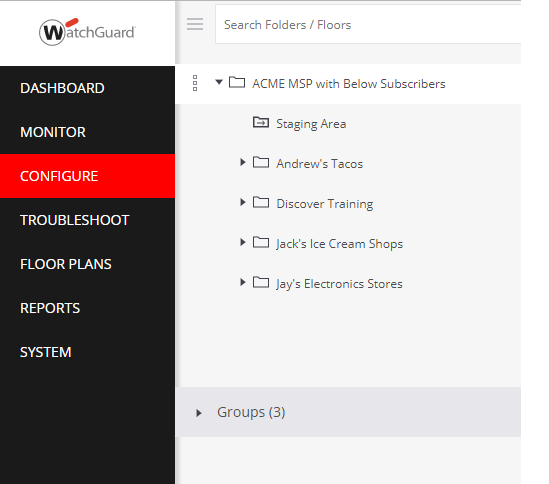 WatchGuard
Search Folders / Floors
DASHBOARD
MONITOR
CONFIGURE
TROUBLESHOOT
FLOOR PLANS
REPORTS
SYSTEM
ACME MSP with Below Subscribers
Staging Area
Andrew's Tacos
Discover Training
Jack's Ice Cream Shops
Jay's Electronics Stores
Groups (3)